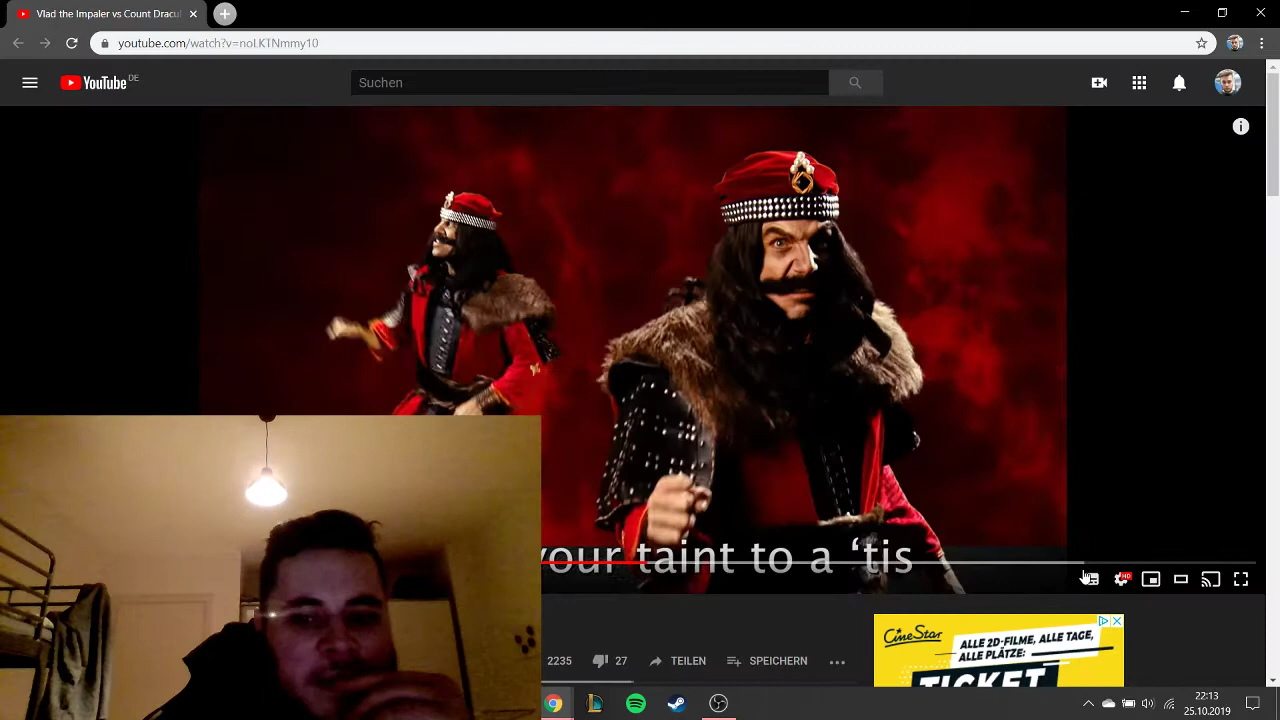 Vlad the Impaler vs Count Dracul
youtube.com/watch?v=noLKTNmmy10
YouTube DE
Suchen
your taint to a ‘tis
HD
2235 27 TEILEN SPEICHERN
CineStar
ALLE 2D-FILME, ALLE TAGE,
ALLE PLÄTZE:
TICKET
22:13
25.10.2019